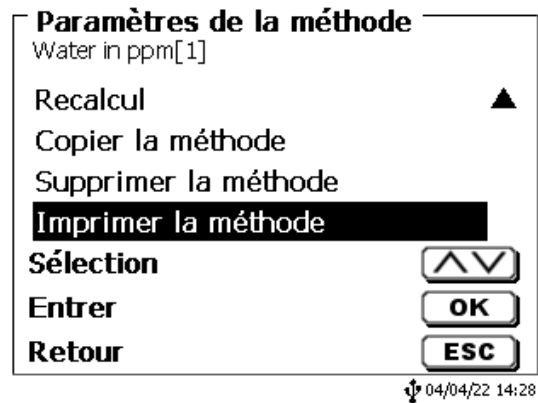 Paramètres de la méthode
Water in ppm[1]
Recalcul
Copier la méthode
Supprimer la méthode
Imprimer la méthode
Sélection
Entrer OK
Retour ESC
04/04/22 14:28